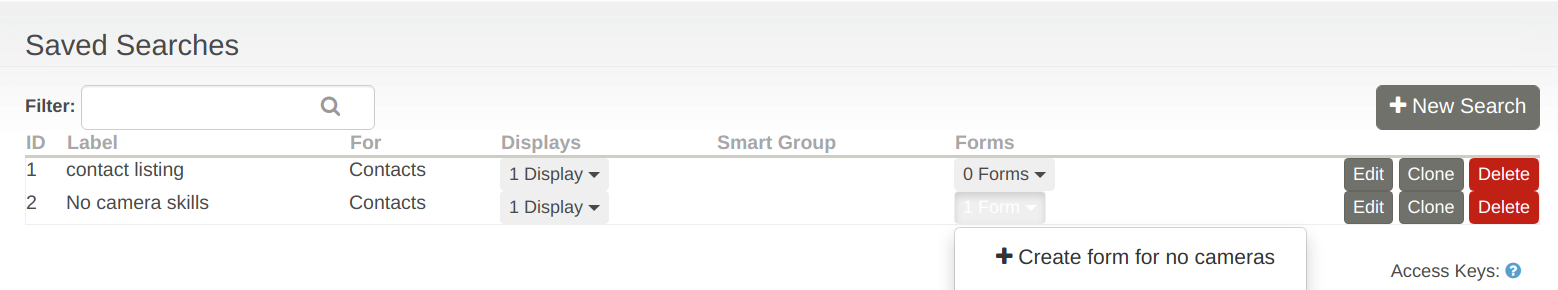 Saved Searches
Filter:
New Search
ID Label For Displays Smart Group Forms
1 contact listing Contacts 1 Display 0 Forms Edit Clone Delete
2 No camera skills Contacts 1 Display 1 Form Edit Clone Delete
Create form for no cameras
Access Keys: ?